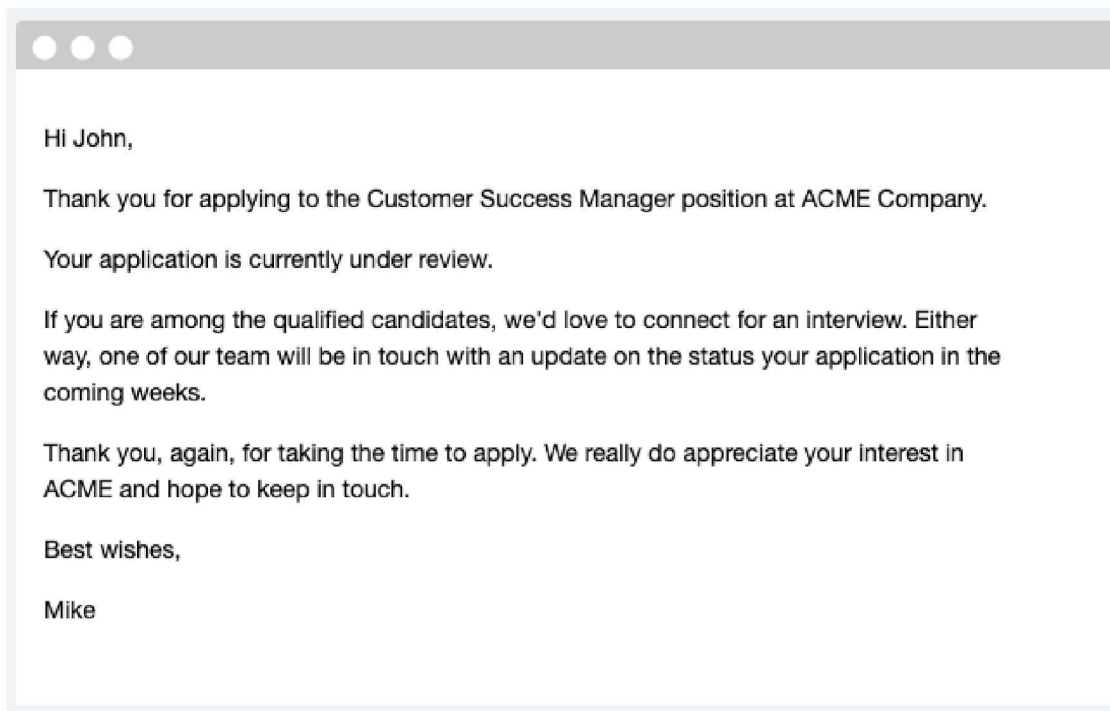 Hi John,
Thank you for applying to the Customer Success Manager position at ACME Company.
Your application is currently under review.
If you are among the qualified candidates, we'd love to connect for an interview. Either
way, one of our team will be in touch with an update on the status your application in the
coming weeks.
Thank you, again, for taking the time to apply. We really do appreciate your interest in
ACME and hope to keep in touch.
Best wishes,
Mike